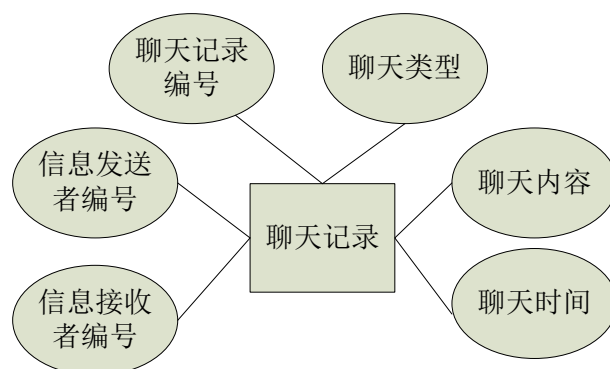 聊天记录
编号
聊天类型
信息发送
者编号
聊天内容
聊天记录
信息接收
者编号
聊天时间